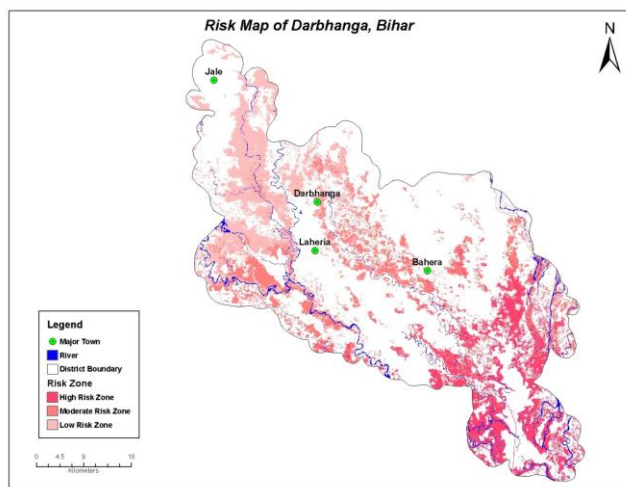 Risk Map of Darbhanga, Bihar
N
Jale
Darbhanga
Laheria
Bahera
Legend
Major Town
River
District Boundary
Risk Zone
High Risk Zone
Moderate Risk Zone
Low Risk Zone
0 4.5 9 18
Kilometers